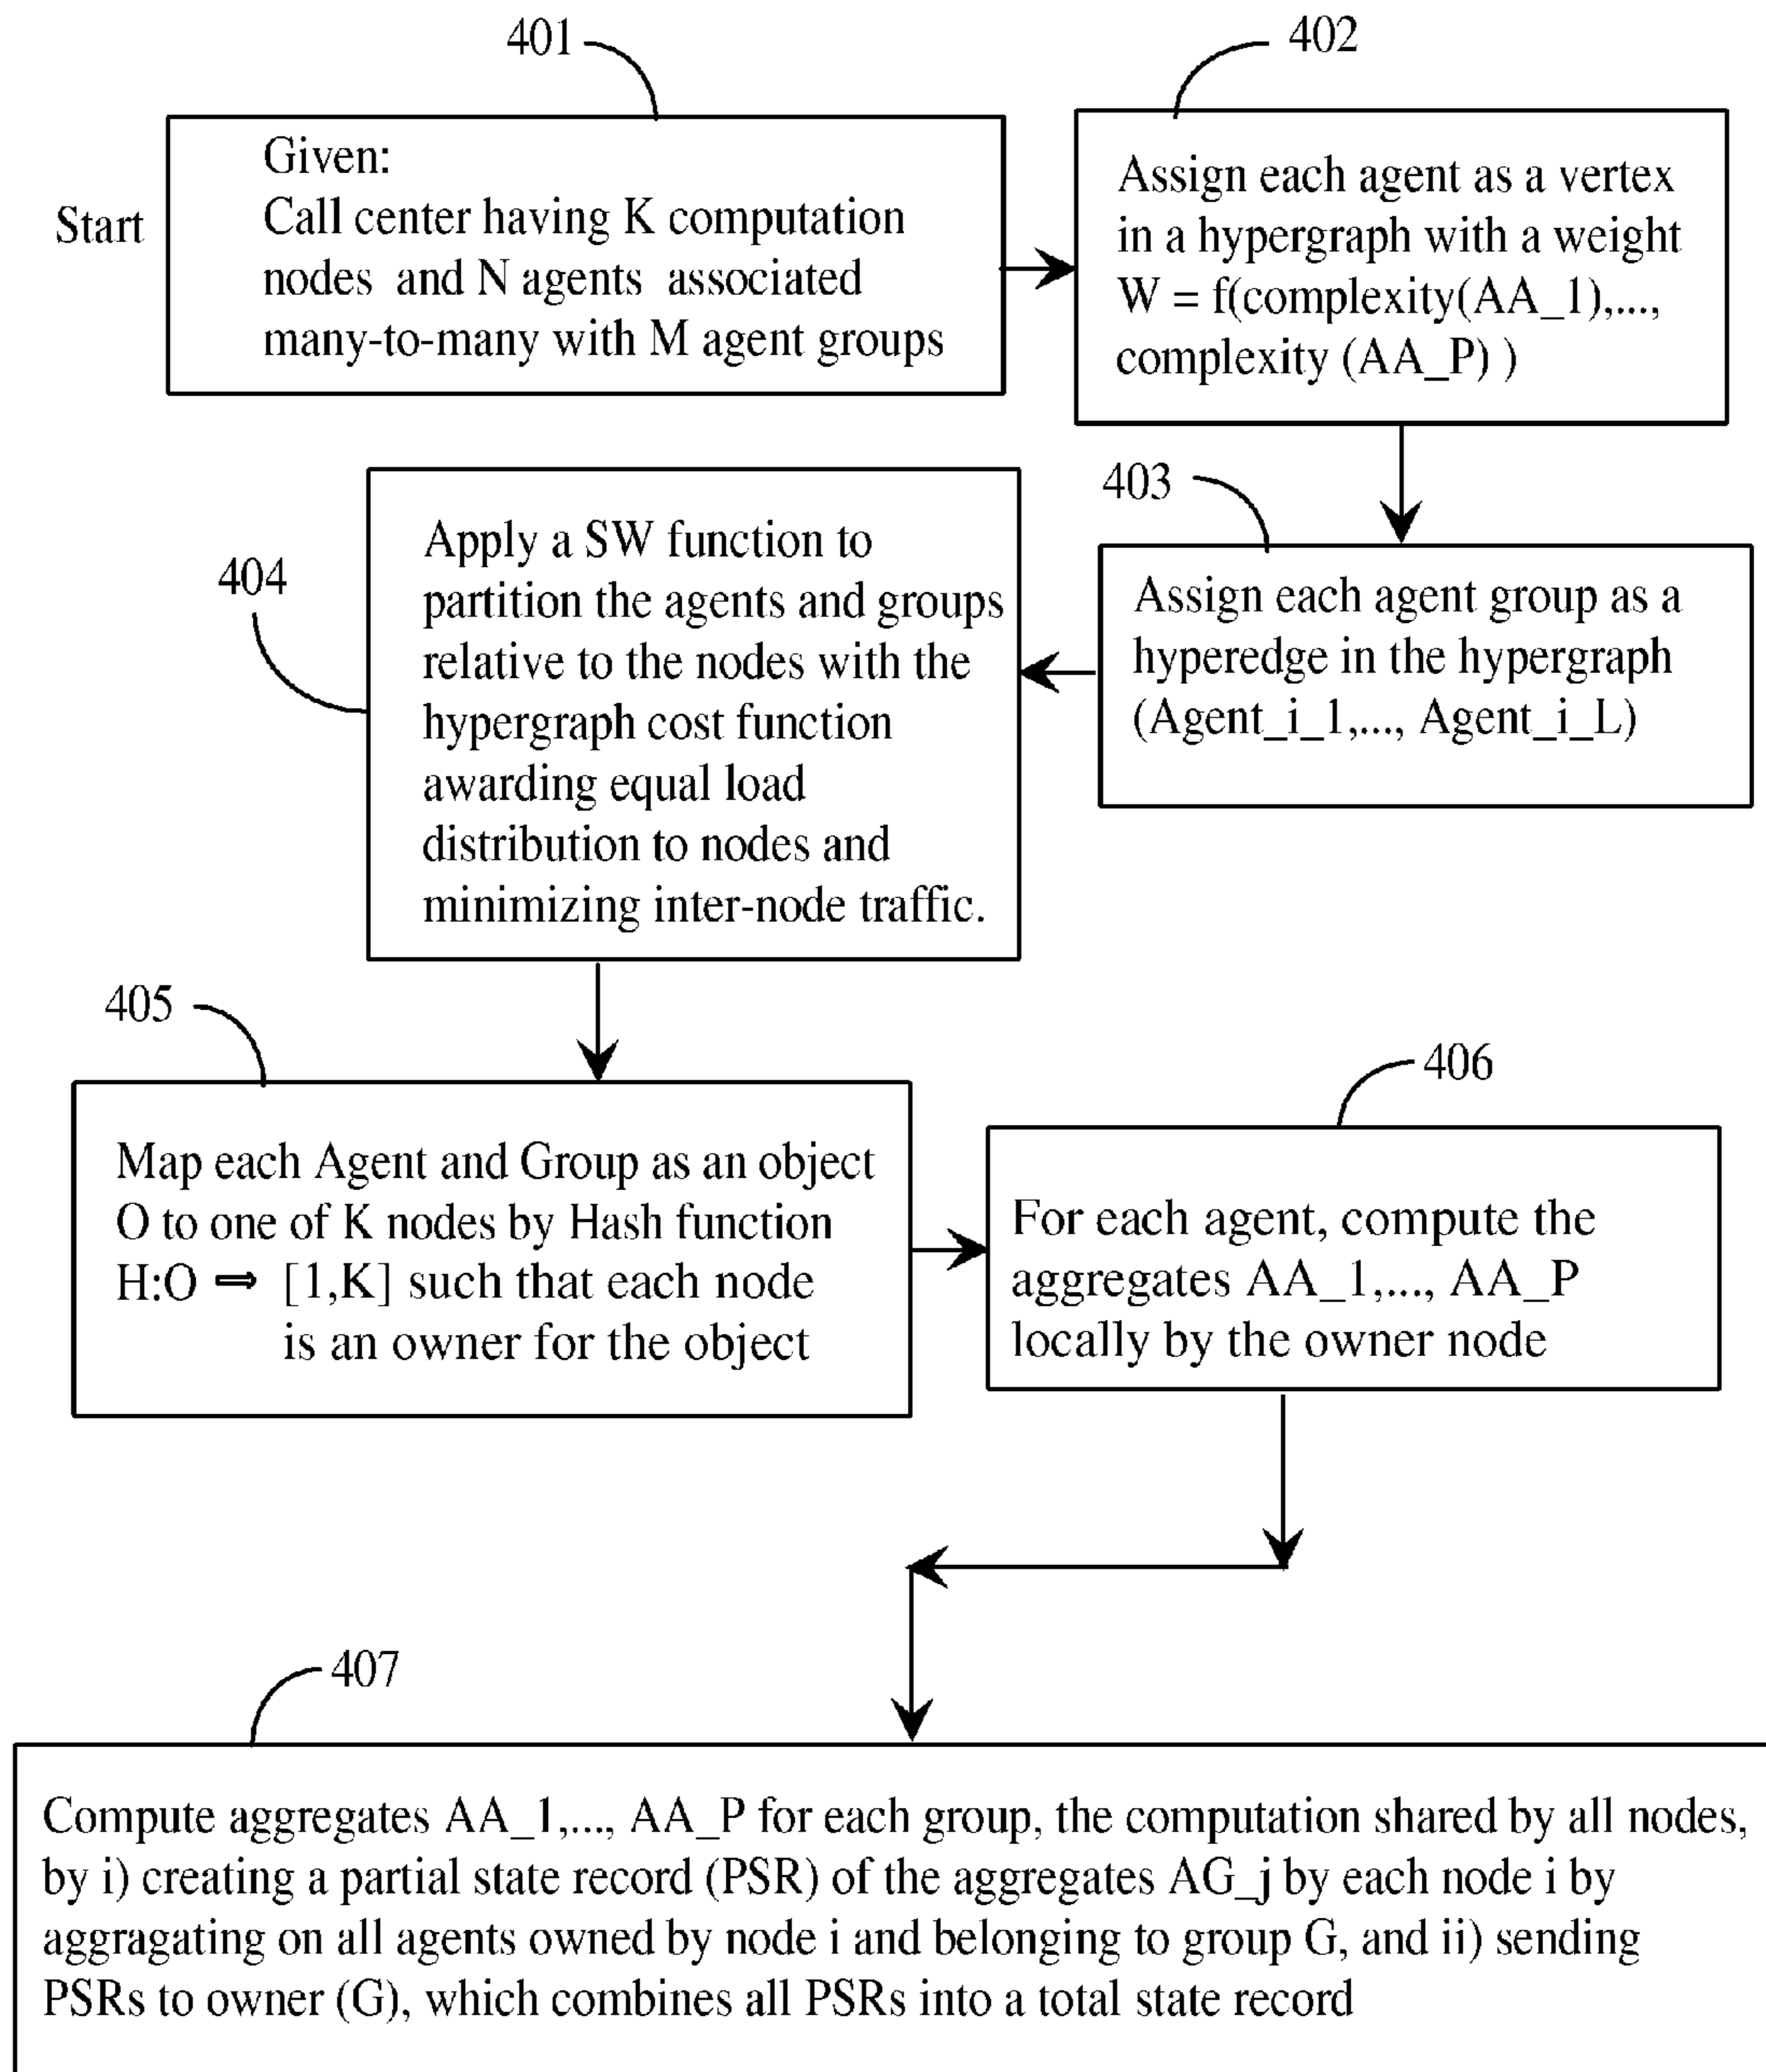 401
402
Start
Given:
Call center having K computation
nodes and N agents associated
many-to-many with M agent groups
Assign each agent as a vertex
in a hypergraph with a weight
W = f(complexity(AA_1),...,
complexity (AA_P) )
403
Assign each agent group as a
hyperedge in the hypergraph
(Agent_i_1,..., Agent_i_L)
404
Apply a SW function to
partition the agents and groups
relative to the nodes with the
hypergraph cost function
awarding equal load
distribution to nodes and
minimizing inter-node traffic.
405
Map each Agent and Group as an object
O to one of K nodes by Hash function
H:O ⇒ [1,K] such that each node
is an owner for the object
406
For each agent, compute the
aggregates AA_1,..., AA_P
locally by the owner node
407
Compute aggregates AA_1,..., AA_P for each group, the computation shared by all nodes,
by i) creating a partial state record (PSR) of the aggregates AG_j by each node i by
aggragating on all agents owned by node i and belonging to group G, and ii) sending
PSRs to owner (G), which combines all PSRs into a total state record